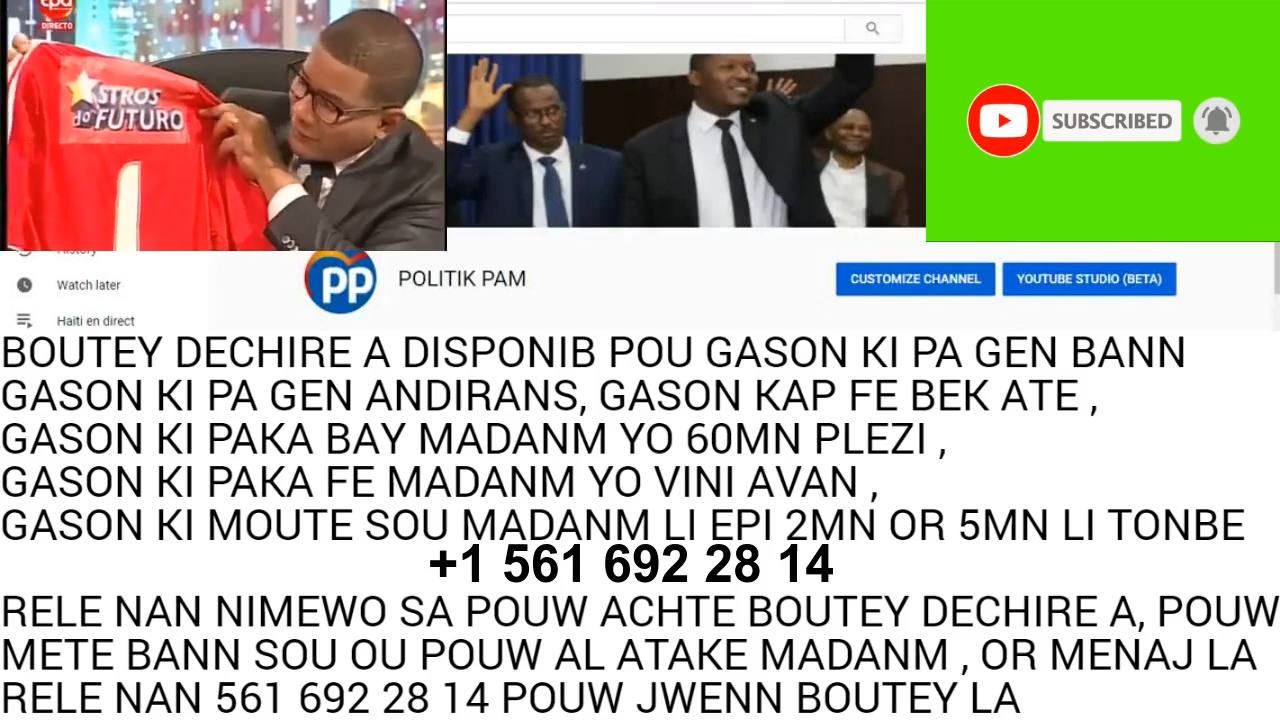 cpa
DIRECTO
STROS
do FUTURO
1
SUBSCRIBED
History
Watch later
Haiti en direct
PP
POLITIK PAM
CUSTOMIZE CHANNEL
YOUTUBE STUDIO (BETA)
BOUTEY DECHIRE A DISPONIB POU GASON KI PA GEN BANN
GASON KI PA GEN ANDIRANS, GASON KAP FE BEK ATE ,
GASON KI PAKA BAY MADANM YO 60MN PLEZI ,
GASON KI PAKA FE MADANM YO VINI AVAN ,
GASON KI MOUTE SOU MADANM LI EPI 2MN OR 5MN LI TONBE
+1 561 692 28 14
RELE NAN NIMEWO SA POUW ACHTE BOUTEY DECHIRE A, POUW
METE BANN SOU OU POUW AL ATAKE MADANM , OR MENAJ LA
RELE NAN 561 692 28 14 POUW JWENN BOUTEY LA